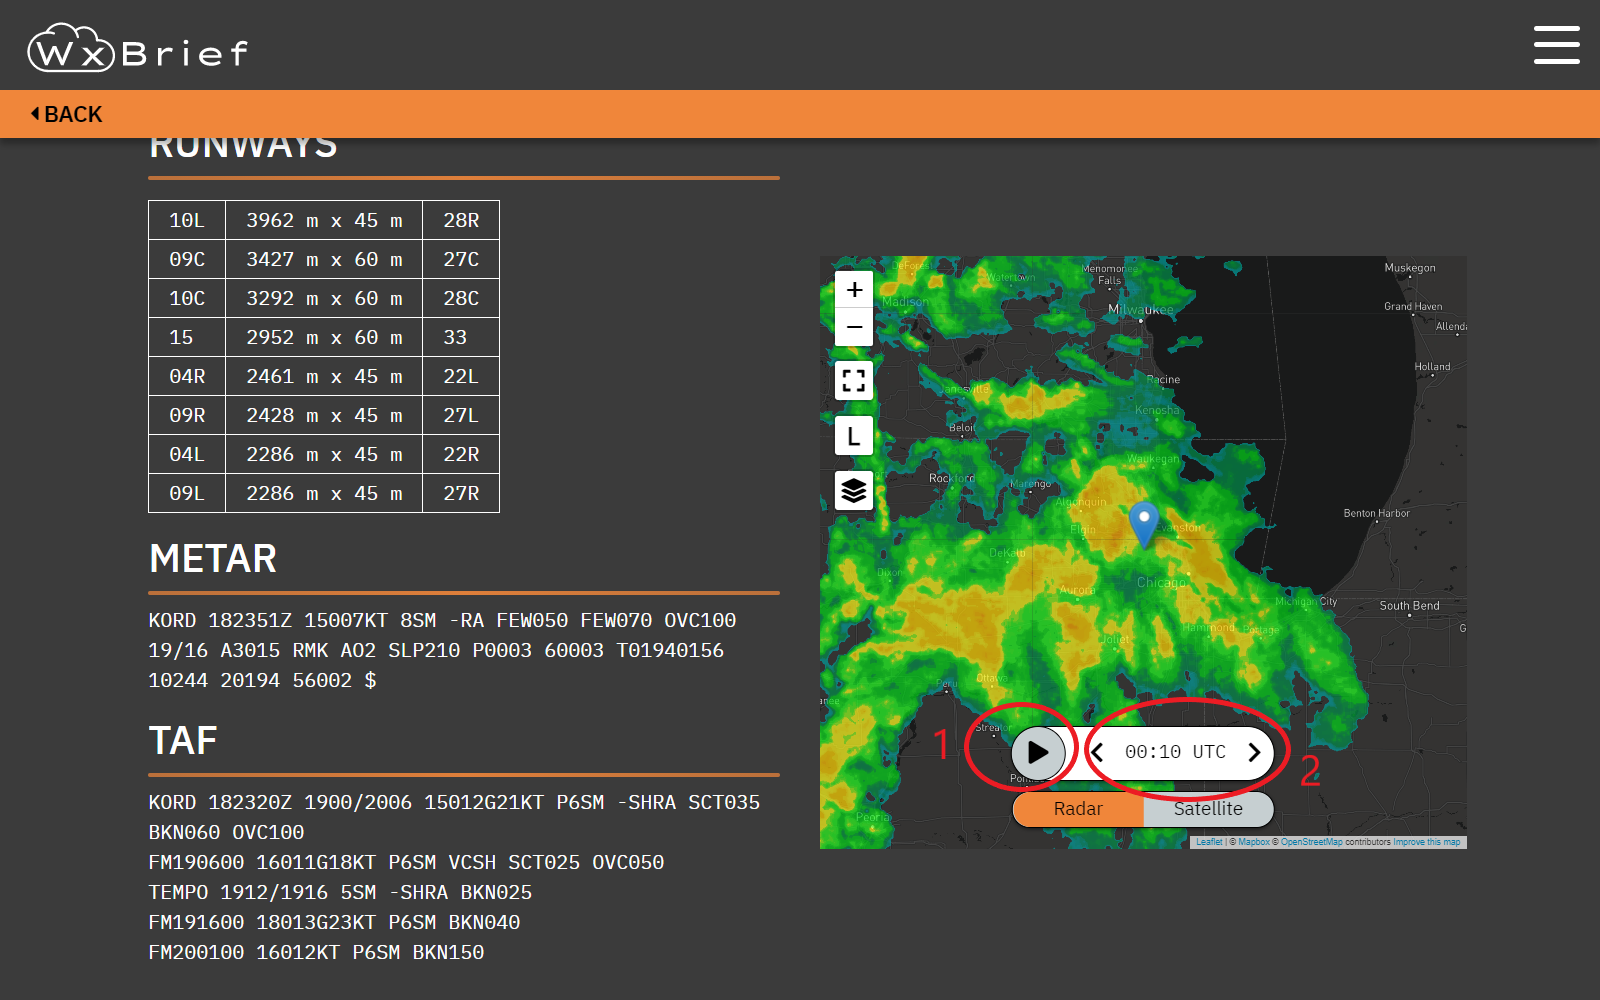 WxBrief
BACK
RUNWAYS
10L 3962 m x 45 m 28R
09C 3427 m x 60 m 27C
10C 3292 m x 60 m 28C
15 2952 m x 60 m 33
04R 2461 m x 45 m 22L
09R 2428 m x 45 m 27L
04L 2286 m x 45 m 22R
09L 2286 m x 45 m 27R
METAR
KORD 182351Z 15007KT 8SM -RA FEW050 FEW070 OVC100
19/16 A3015 RMK AO2 SLP210 P0003 60003 T01940156
10244 20194 56002 $
TAF
KORD 182320Z 1900/2006 15012G21KT P6SM -SHRA SCT035
BKN060 OVC100
FM190600 16011G18KT P6SM VCSH SCT025 OVC050
TEMPO 1912/1916 5SM -SHRA BKN025
FM191600 18013G23KT P6SM BKN040
FM200100 16012KT P6SM BKN150
+
−
L
DeForest
Watertown
Menomonee
Falls
Muskegon
Madison
Milwaukee
Grand Haven
Allenda
Holland
Racine
Janesville
Kenosha
Beloit
Waukegan
Rockford
Marengo
Algonquin
Benton Harbor
Elgin
Evanston
DeKalb
Dixon
Chicago
Aurora
Michigan City
South Bend
Hammond
Portage
G
Joliet
Peru
Ottawa
anee
Streator
1
00:10 UTC
2
Radar
Satellite
Peoria
Leaflet | © Mapbox © OpenStreetMap contributors Improve this map